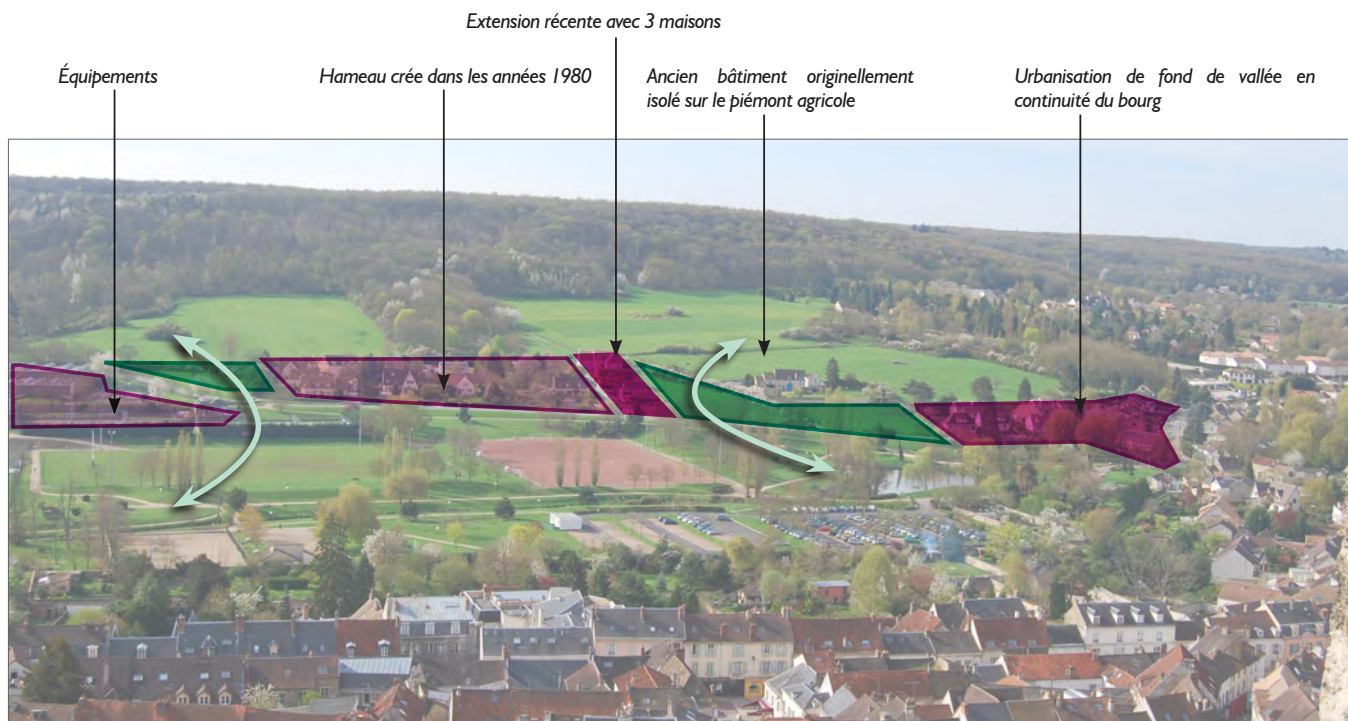 Extension récente avec 3 maisons
Équipements
Hameau crée dans les années 1980
Ancien bâtiment originellement
isolé sur le piémont agricole
Urbanisation de fond de vallée en
continuité du bourg